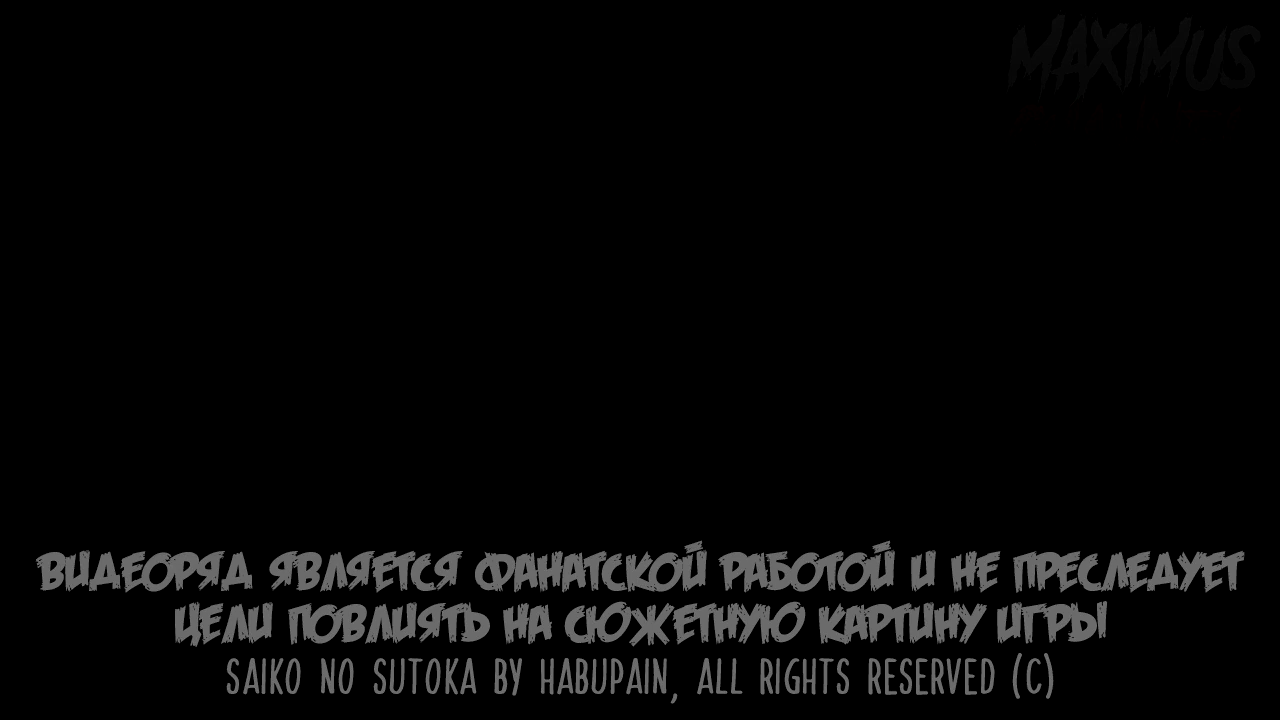 MAXIMUS
ВИДЕОРЯД ЯВЛЯЕТСЯ ФАНАТСКОЙ РАБОТОЙ И НЕ ПРЕСЛЕДУЕТ
ЦЕЛИ ПОВЛИЯТЬ НА СЮЖЕТНУЮ КАРТИНУ ИГРЫ
SAIKO NO SUTOKA BY HABUPAIN, ALL RIGHTS RESERVED (C)